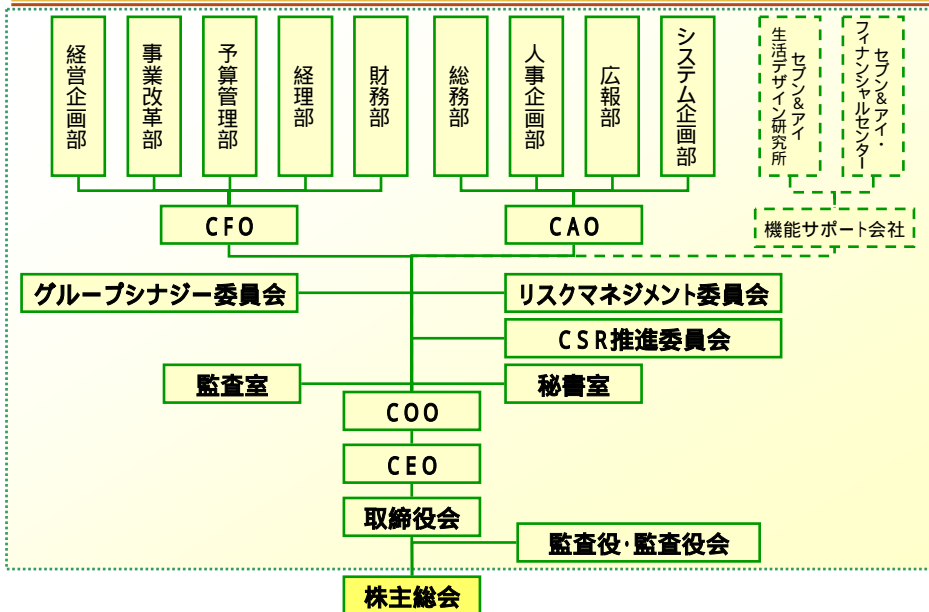 経営企画部
事業改革部
予算管理部
経理部
財務部
総務部
人事企画部
広報部
システム企画部
セブン&アイ
生活デザイン研究所
セブン&アイ・
フィナンシャルセンター
CFO
CAO
機能サポート会社
グループシナジー委員会
リスクマネジメント委員会
CSR推進委員会
監査室
秘書室
COO
CEO
取締役会
監査役・監査役会
株主総会